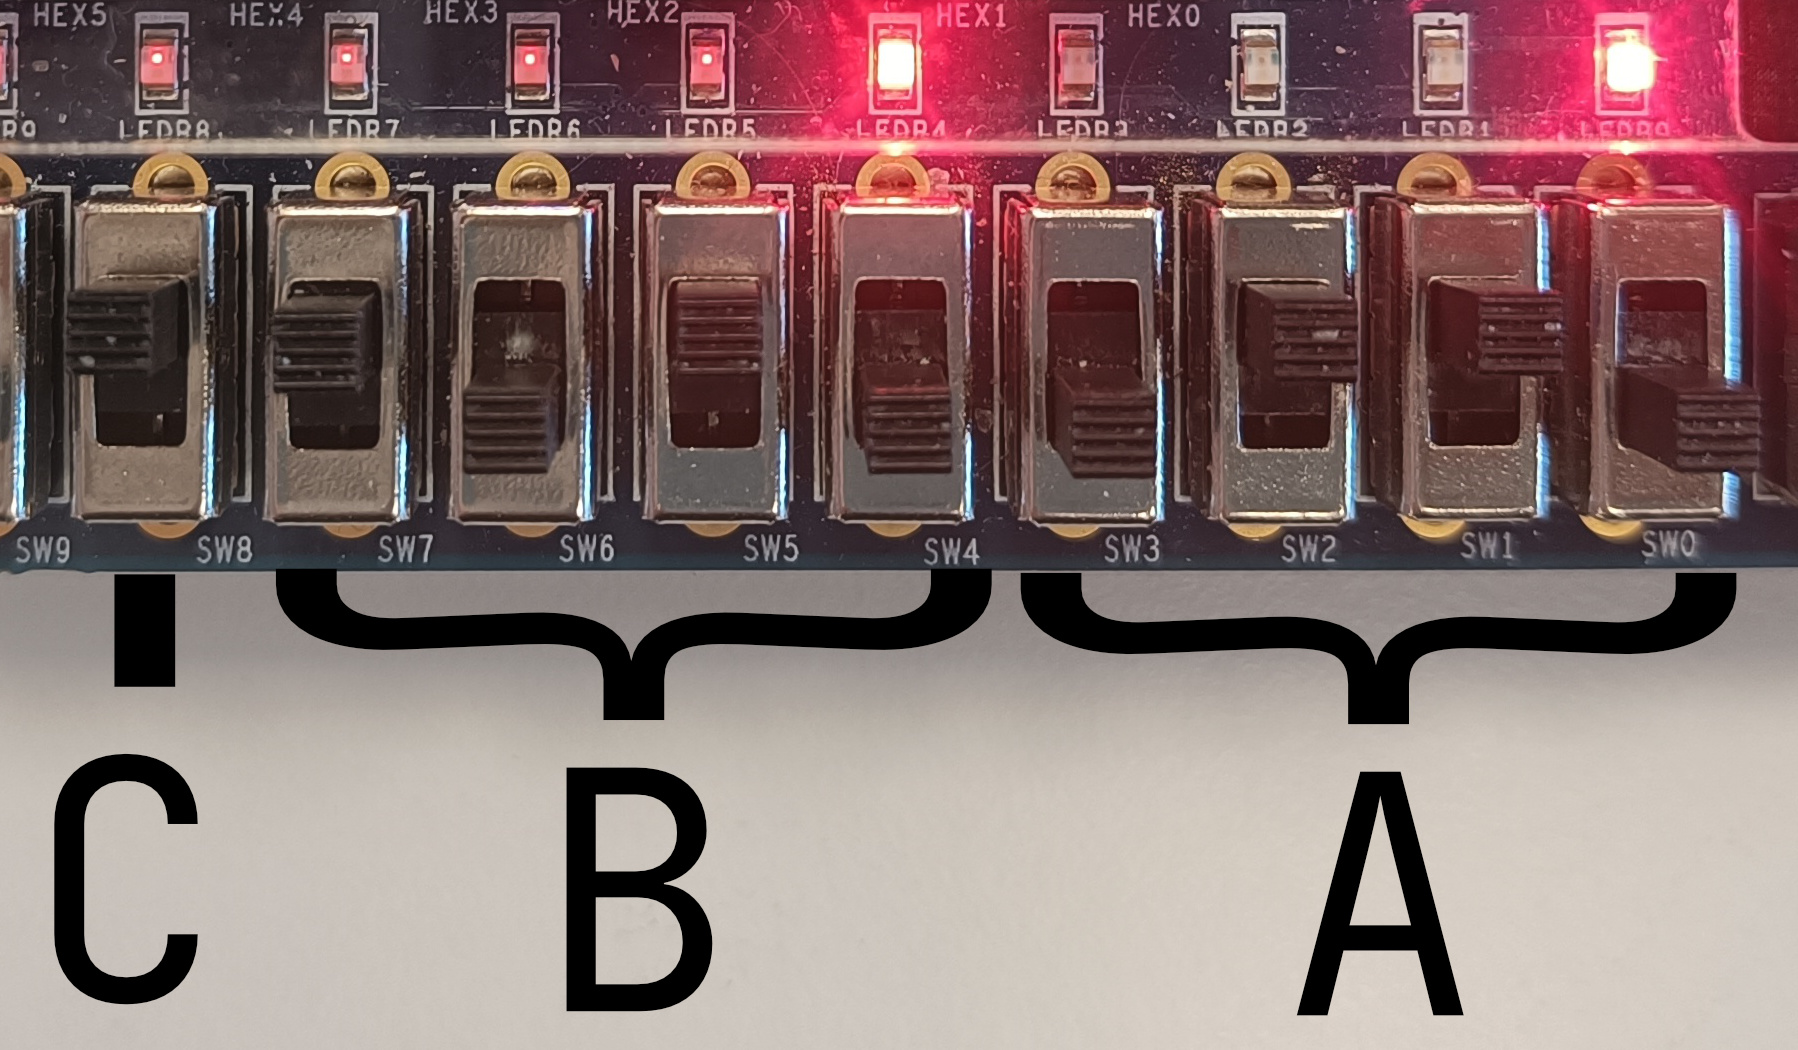 HEX5 HEX4 HEX3 HEX2 HEX1 HEX0
R9 LEDR8 LEDR7 LEDR6 LEDR5 LEDR4 LEDR3 LEDR2 LEDR1 LEDR0
SW9 SW8 SW7 SW6 SW5 SW4 SW3 SW2 SW1 SW0
C B A